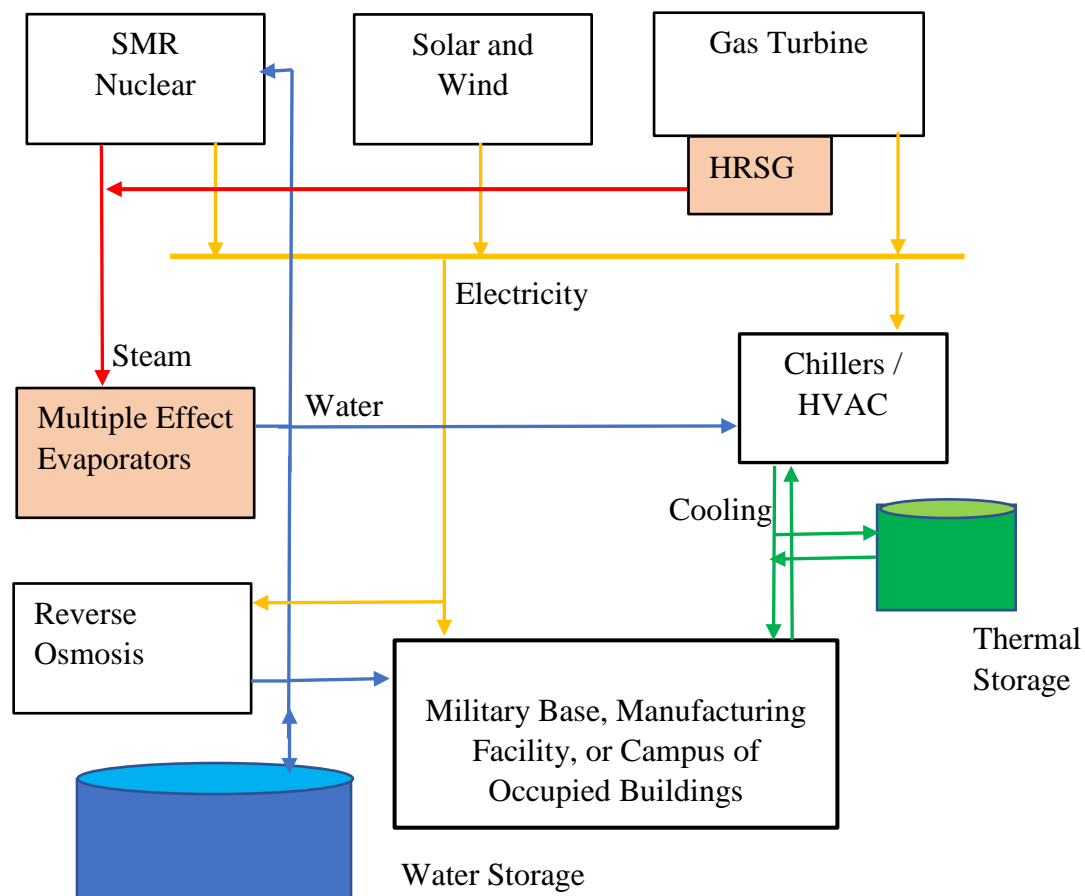 SMR
Nuclear
Solar and
Wind
Gas Turbine
HRSG
Electricity
Steam
Chillers /
HVAC
Multiple Effect
Evaporators
Water
Cooling
Reverse
Osmosis
Thermal
Storage
Military Base, Manufacturing
Facility, or Campus of
Occupied Buildings
Water Storage